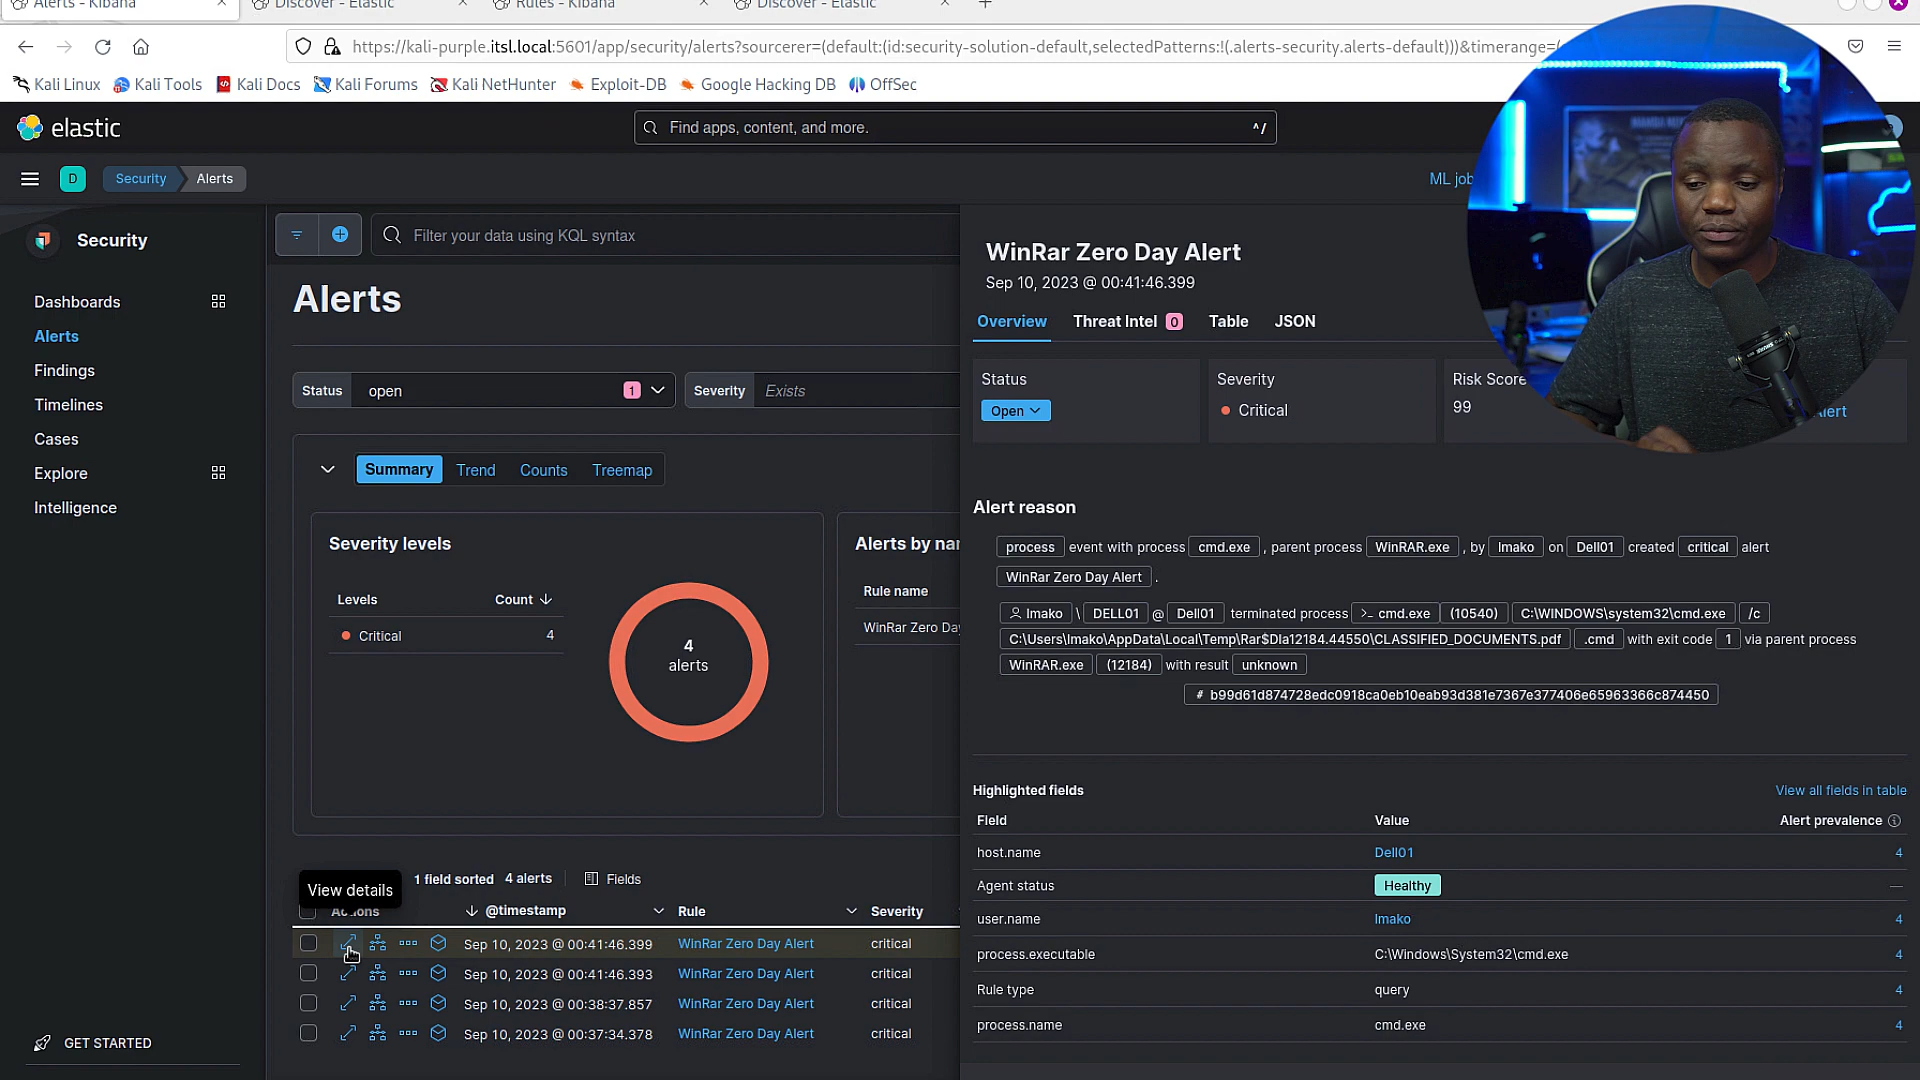 Alerts - Kibana
Discover - Elastic
Rules - Kibana
Discover - Elastic
https://kali-purple.itsl.local:5601/app/security/alerts?sourcerer=(default:(id:security-solution-default,selectedPatterns:!(.alerts-security.alerts-default)))&timerange=(
Kali Linux Kali Tools Kali Docs Kali Forums Kali NetHunter Exploit-DB Google Hacking DB OffSec
elastic
Find apps, content, and more. ^/
D Security Alerts ML job
Security
Dashboards
Alerts
Findings
Timelines
Cases
Explore
Intelligence
GET STARTED
Filter your data using KQL syntax
Alerts
Status open 1 Severity Exists
Summary Trend Counts Treemap
Severity levels
Levels Count
Critical 4
4
alerts
Alerts by nam
Rule name
WinRar Zero Day
View details
1 field sorted 4 alerts Fields
Actions @timestamp Rule Severity
Sep 10, 2023 @ 00:41:46.399 WinRar Zero Day Alert critical
Sep 10, 2023 @ 00:41:46.393 WinRar Zero Day Alert critical
Sep 10, 2023 @ 00:38:37.857 WinRar Zero Day Alert critical
Sep 10, 2023 @ 00:37:34.378 WinRar Zero Day Alert critical
WinRar Zero Day Alert
Sep 10, 2023 @ 00:41:46.399
Overview Threat Intel 0 Table JSON
Status Severity Risk Score
Open Critical 99
Alert reason
process event with process cmd.exe , parent process WinRAR.exe , by lmako on Dell01 created critical alert
WinRar Zero Day Alert .
lmako \ DELL01 @ Dell01 terminated process >_ cmd.exe (10540) C:\WINDOWS\system32\cmd.exe /c
C:\Users\lmako\AppData\Local\Temp\Rar$DIa12184.44550\CLASSIFIED_DOCUMENTS.pdf .cmd with exit code 1 via parent process
WinRAR.exe (12184) with result unknown
# b99d61d874728edc0918ca0eb10eab93d381e7367e377406e65963366c874450
Highlighted fields View all fields in table
Field Value Alert prevalence
host.name Dell01 4
Agent status Healthy —
user.name lmako 4
process.executable C:\Windows\System32\cmd.exe 4
Rule type query 4
process.name cmd.exe 4